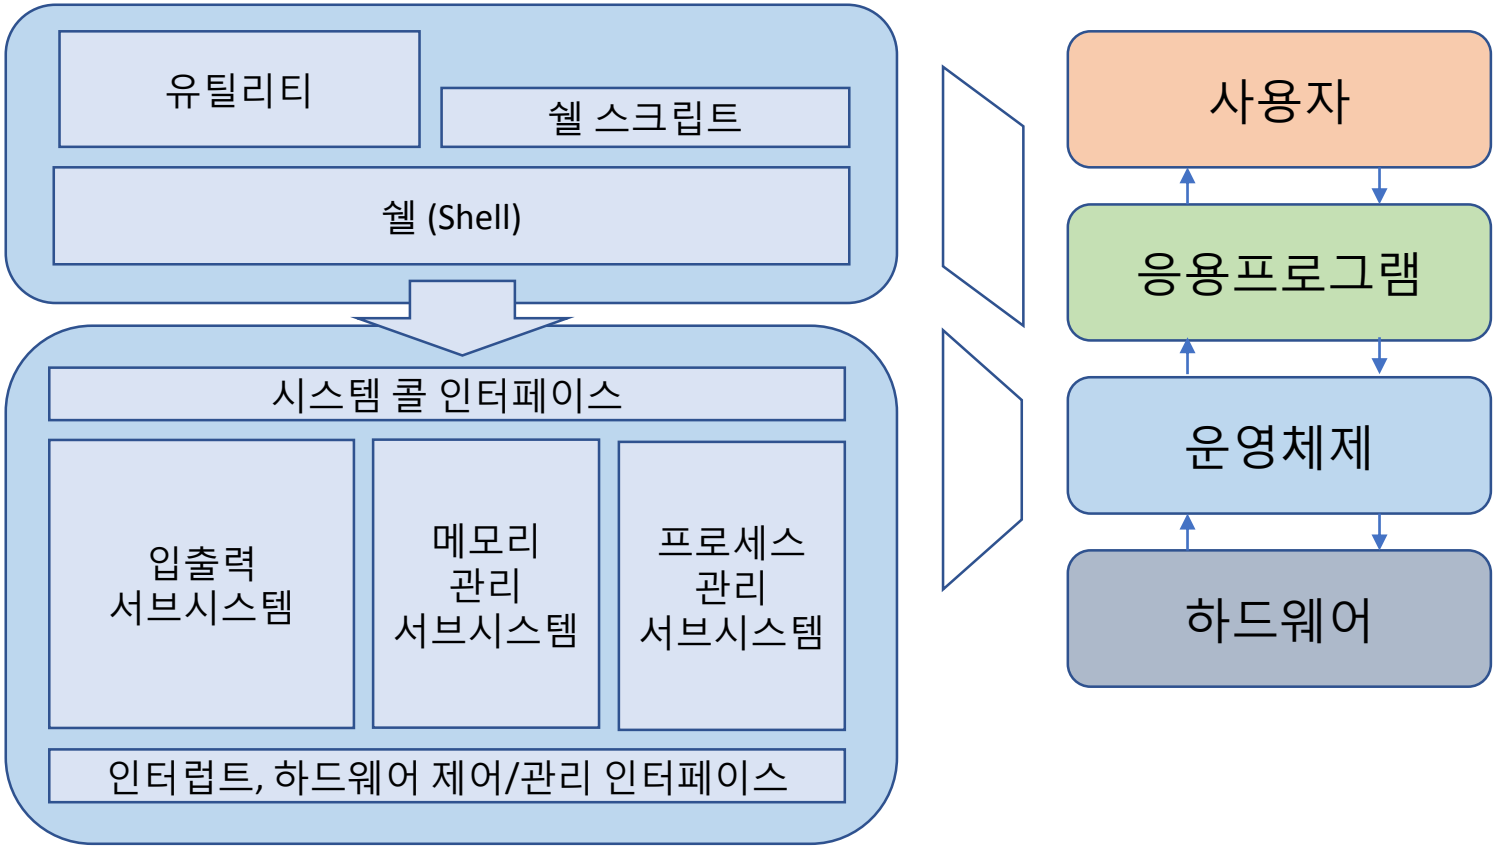 유틸리티
쉘 스크립트
쉘 (Shell)
시스템 콜 인터페이스
입출력
서브시스템
메모리
관리
서브시스템
프로세스
관리
서브시스템
인터럽트, 하드웨어 제어/관리 인터페이스
사용자
응용프로그램
운영체제
하드웨어